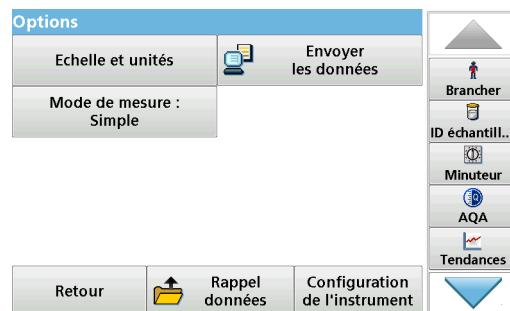 Options
Echelle et unités
Envoyer
les données
Mode de mesure :
Simple
Brancher
ID échantill..
Minuteur
AQA
Tendances
Retour
Rappel
données
Configuration
de l'instrument